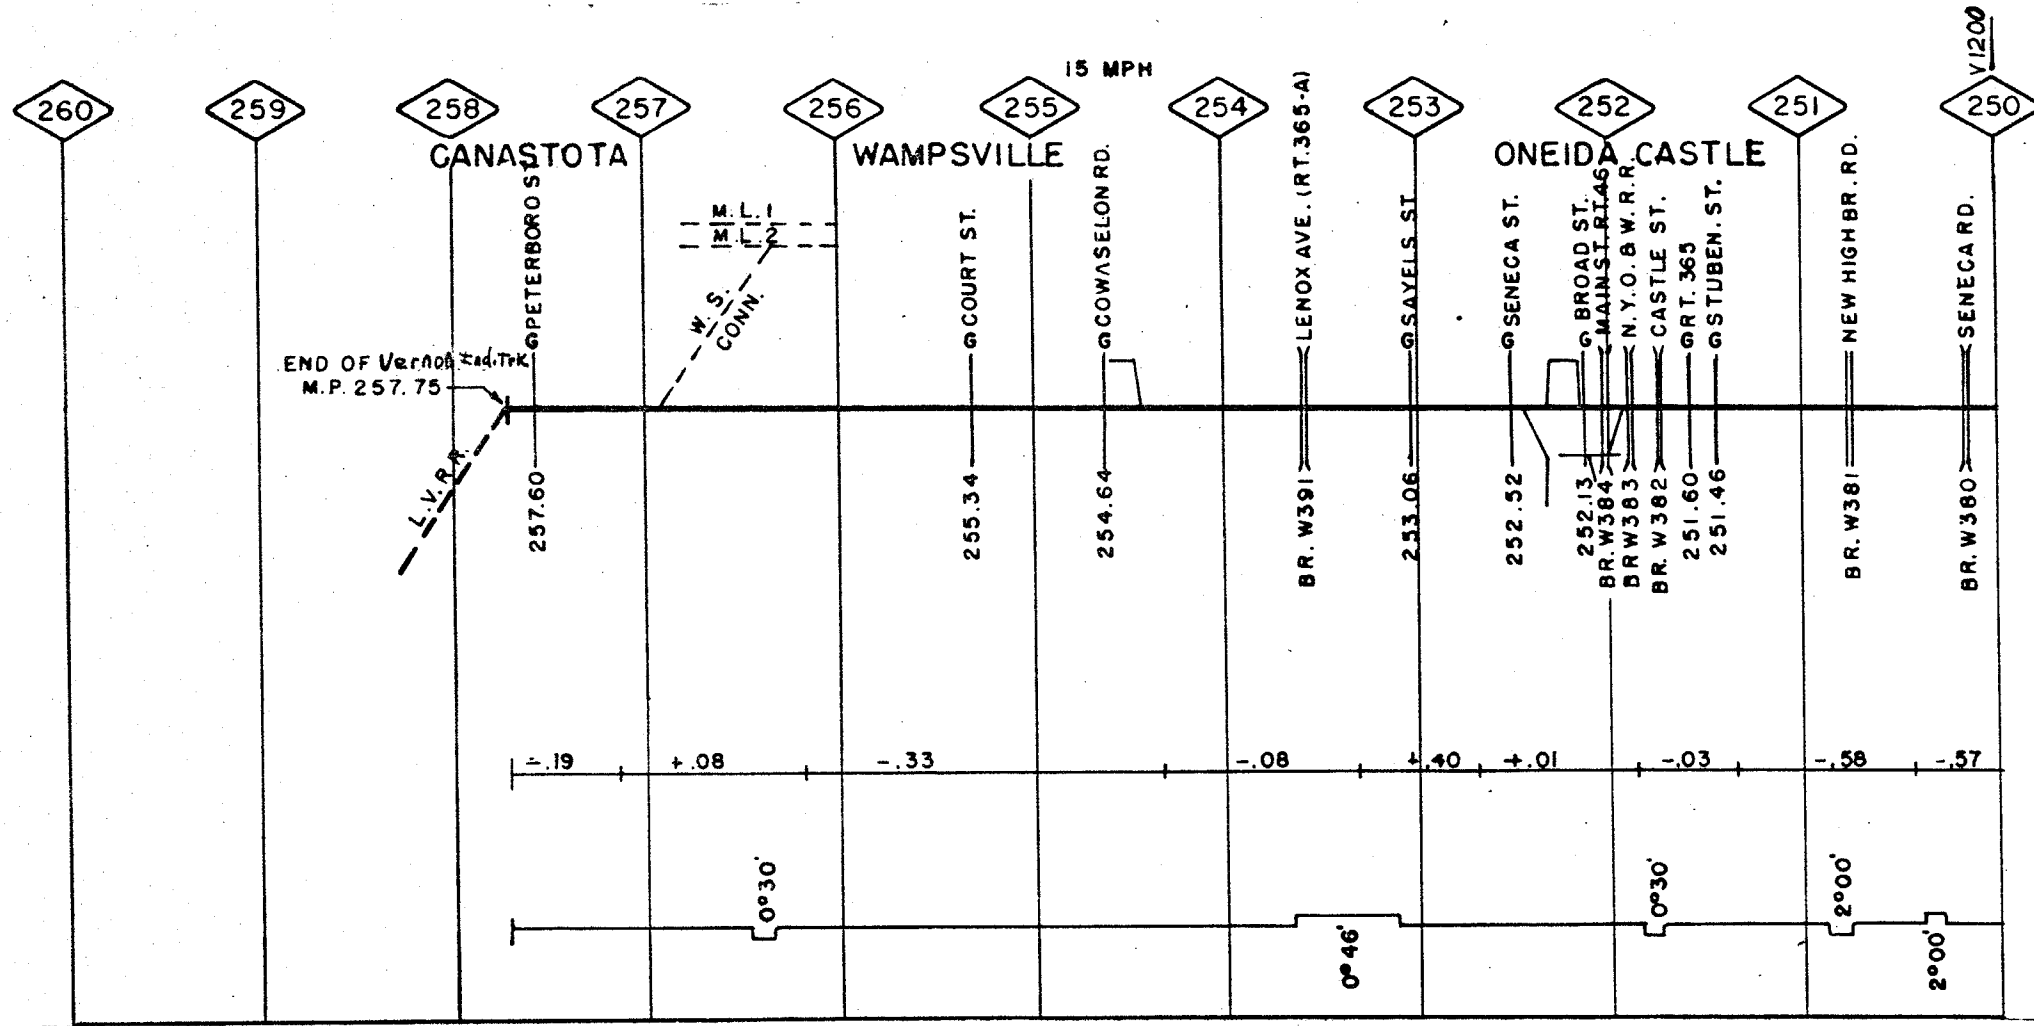 V1200
15 MPH
260
259
258
257
256
255
254
253
252
251
250
CANASTOTA
WAMPSVILLE
ONEIDA CASTLE
G PETERBORO ST.
M.L.1
M.L.2
W.S.
CONN.
G COURT ST.
G COWASELON RD.
LENOX AVE. (RT.365-A)
G SAYELS ST.
G SENECA ST.
G BROAD ST.
MAIN ST. RT.46
N.Y.O.&W.R.R.
CASTLE ST.
G RT. 365
G STUBEN. ST.
NEW HIGH BR. RD.
SENECA RD.
END OF Vernon Ind. Trk
M.P. 257.75
L.V.R.R.
257.60
255.34
254.64
BR. W391
253.06
252.52
252.13
BR. W384
BR W383
BR. W382
251.60
251.46
BR. W381
BR. W380
-.19
+.08
-.33
-.08
+.40
+.01
-.03
-.58
-.57
0°30'
0°46'
0°30'
2°00'
2°00'